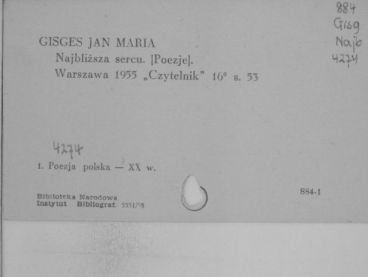 884
Gisg
Najb
4274
GISGES JAN MARIA
Najbliższa sercu. [Poezje].
Warszawa 1955 „Czytelnik" 16° s. 53
4274
1. Poezja polska — XX w.
Biblioteka Narodowa
Instytut Bibliograf
884-1